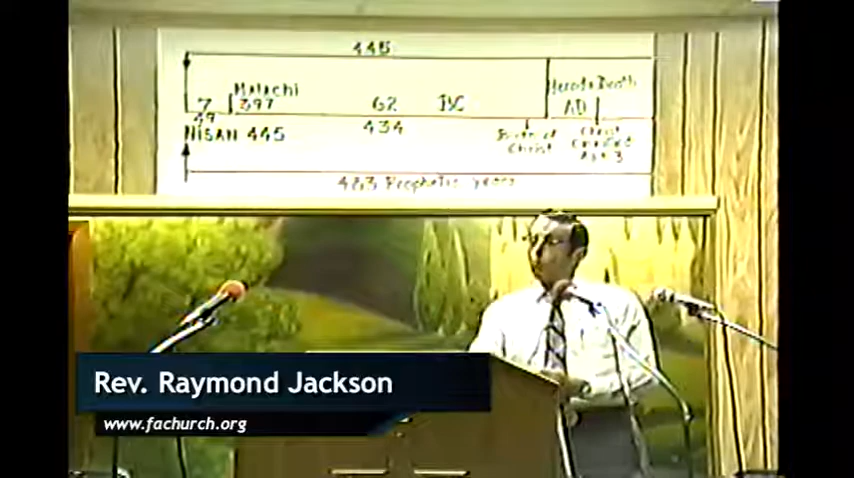 445
Malachi
Herods Death
7
397
62
BC
AD
49
NISAN 445
434
Birth of
Christ
Christ
Crucified
483 Prophetic years
Rev. Raymond Jackson
www.fachurch.org